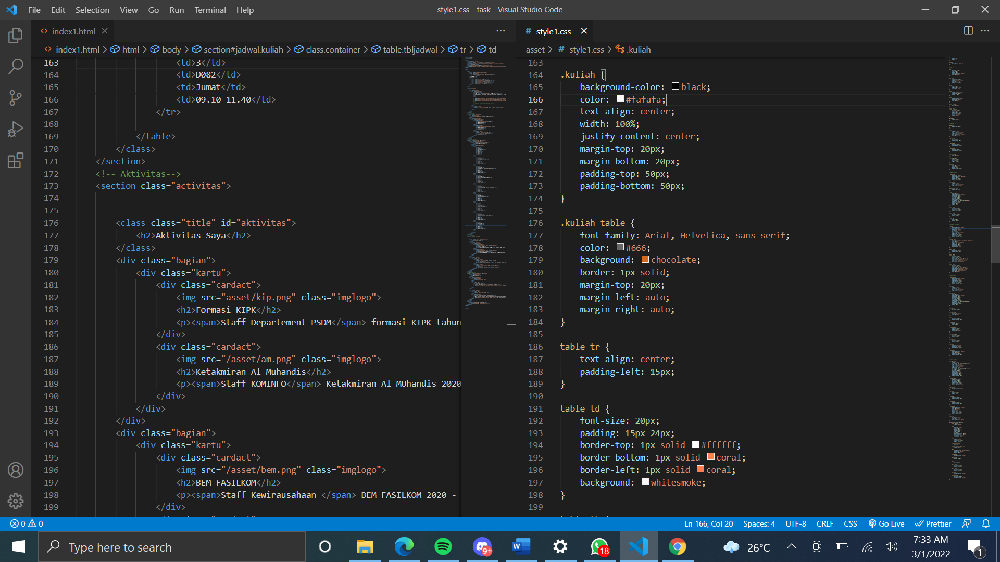 File Edit Selection View Go Run Terminal Help
style1.css - task - Visual Studio Code
index1.html
index1.html > html > body > section#jadwal.kuliah > class.container > table.tbljadwal > tr > td
163 <td>3</td>
164 <td>D082</td>
165 <td>Jumat</td>
166 <td>09.10-11.40</td>
167 </tr>
168
169 </table>
170 </class>
171 </section>
172 <!-- Aktivitas-->
173 <section class="activitas">
174
175
176 <class class="title" id="aktivitas">
177 <h2>Aktivitas Saya</h2>
178 </class>
179 <div class="bagian">
180 <div class="kartu">
181 <div class="cardact">
182 <img src="asset/kip.png" class="imglogo">
183 <h2>Formasi KIPK</h2>
184 <p><span>Staff Departement PSDM</span> formasi KIPK tahun
185 </div>
186 <div class="cardact">
187 <img src="/asset/am.png" class="imglogo">
188 <h2>Ketakmiran Al Muhandis</h2>
189 <p><span>Staff KOMINFO</span> Ketakmiran Al MUhandis 2020
190 </div>
191 </div>
192 </div>
193 <div class="bagian">
194 <div class="kartu">
195 <div class="cardact">
196 <img src="/asset/bem.png" class="imglogo">
197 <h2>BEM FASILKOM</h2>
198 <p><span>Staff Kewirausahaan </span> BEM FASILKOM 2020 -
199 </div>
# style1.css
asset > # style1.css > .kuliah
163
164 .kuliah {
165 background-color: black;
166 color: #fafafa;
167 text-align: center;
168 width: 100%;
169 justify-content: center;
170 margin-top: 20px;
171 margin-bottom: 20px;
172 padding-top: 50px;
173 padding-bottom: 50px;
174 }
175
176 .kuliah table {
177 font-family: Arial, Helvetica, sans-serif;
178 color: #666;
179 background: chocolate;
180 border: 1px solid;
181 margin-top: 20px;
182 margin-left: auto;
183 margin-right: auto;
184 }
185
186 table tr {
187 text-align: center;
188 padding-left: 15px;
189 }
190
191 table td {
192 font-size: 20px;
193 padding: 15px 24px;
194 border-top: 1px solid #ffffff;
195 border-bottom: 1px solid coral;
196 border-left: 1px solid coral;
197 background: whitesmoke;
198 }
199
0 0
Ln 166, Col 20 Spaces: 4 UTF-8 CRLF CSS Go Live Prettier
Type here to search
9+
W
18
26°C
7:33 AM
3/1/2022
1